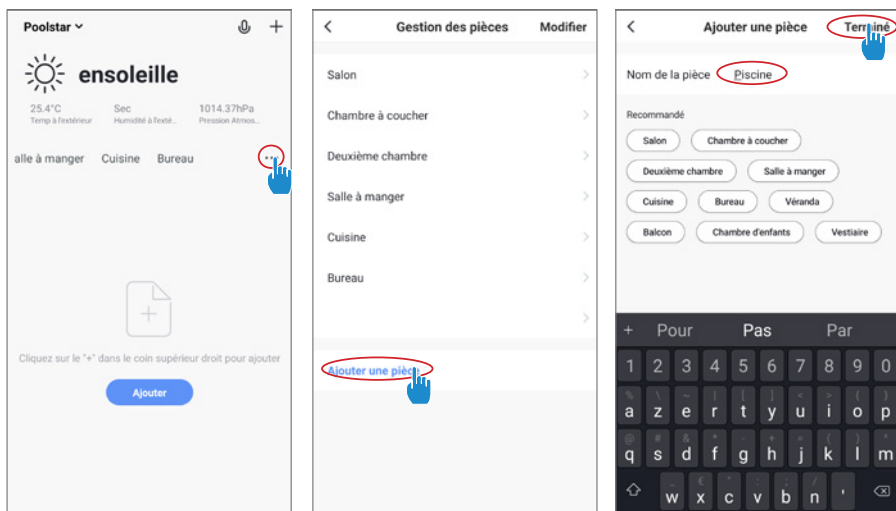 Poolstar
ensoleille
25.4°C Sec 1014.37hPa
Temp à l'extérieur Humidité à l'exté... Pression Atmos...
alle à manger Cuisine Bureau ...
Cliquez sur le "+" dans le coin supérieur droit pour ajouter
Ajouter
Gestion des pièces Modifier
Salon
Chambre à coucher
Deuxième chambre
Salle à manger
Cuisine
Bureau
Ajouter une pièce
Ajouter une pièce Terminé
Nom de la pièce Piscine
Recommandé
Salon Chambre à coucher
Deuxième chambre Salle à manger
Cuisine Bureau Véranda
Balcon Chambre d'enfants Vestiaire
+ Pour Pas Par
1 2 3 4 5 6 7 8 9 0
a z e r t y u i o p
q s d f g h j k l m
w x c v b n '